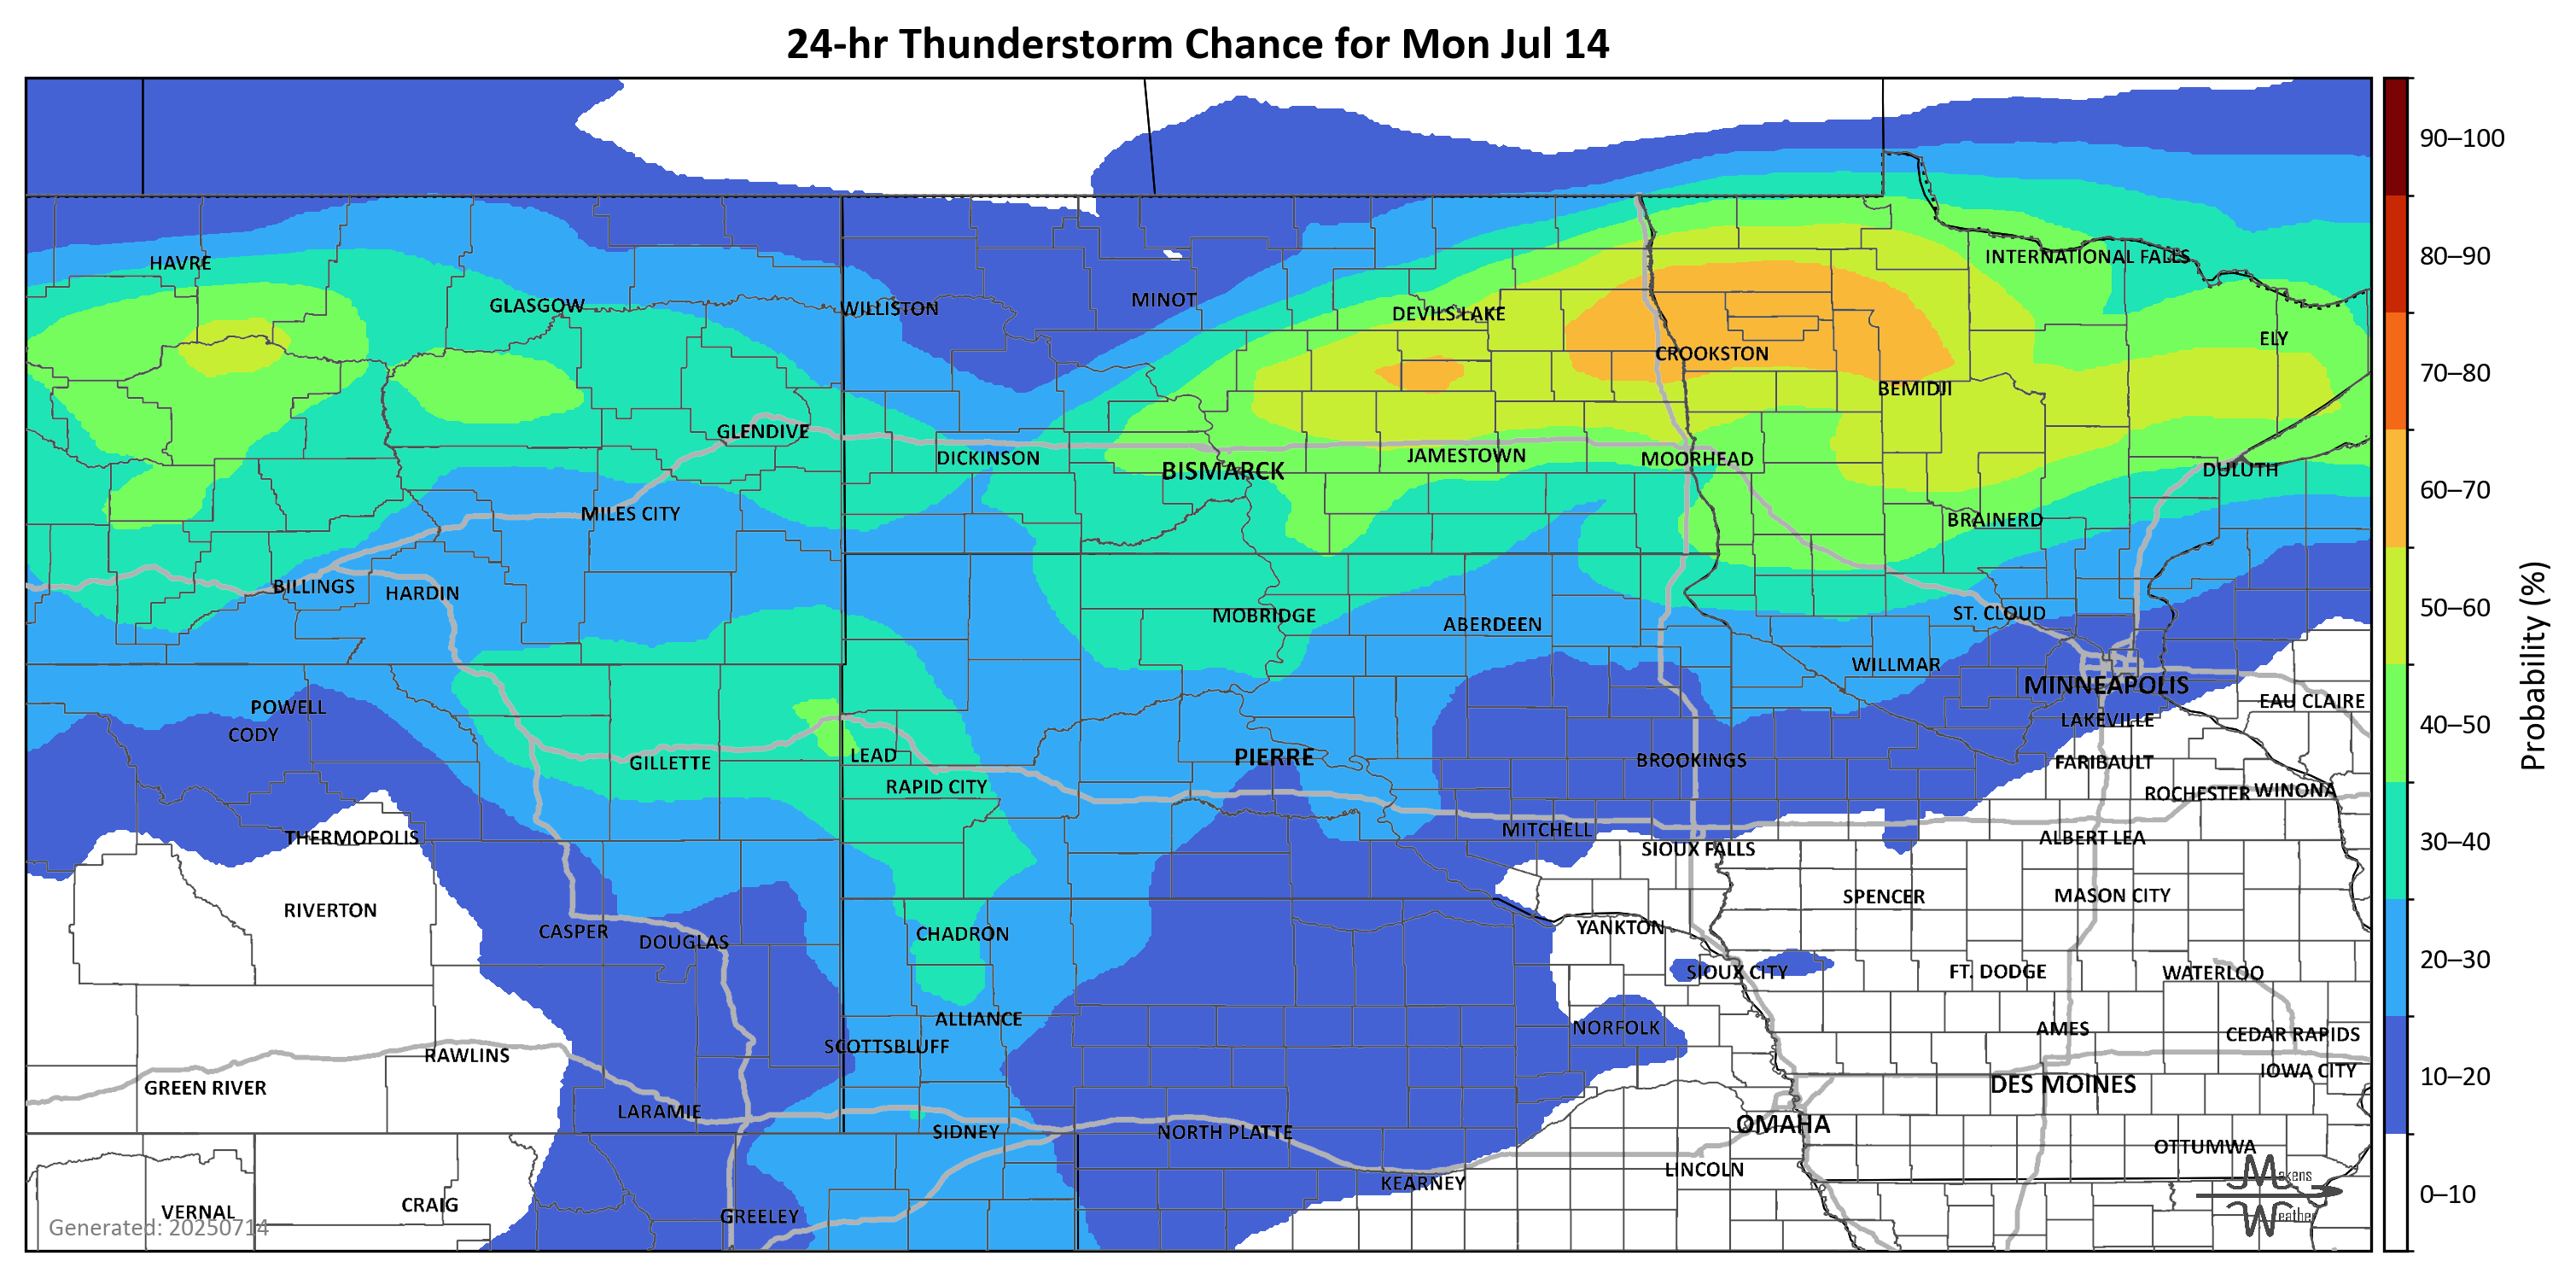 24-hr Thunderstorm Chance for Mon Jul 14
90–100
80–90
70–80
60–70
50–60
40–50
30–40
20–30
10–20
0–10
Probability (%)
HAVRE
INTERNATIONAL FALLS
GLASGOW
WILLISTON
MINOT
DEVILS LAKE
ELY
CROOKSTON
BEMIDJI
GLENDIVE
DICKINSON
BISMARCK
JAMESTOWN
MOORHEAD
DULUTH
MILES CITY
BRAINERD
BILLINGS
HARDIN
MOBRIDGE
ABERDEEN
ST. CLOUD
WILLMAR
MINNEAPOLIS
POWELL
EAU CLAIRE
CODY
LAKEVILLE
GILLETTE
LEAD
PIERRE
BROOKINGS
FARIBAULT
RAPID CITY
ROCHESTER
WINONA
THERMOPOLIS
MITCHELL
ALBERT LEA
SIOUX FALLS
RIVERTON
SPENCER
MASON CITY
CASPER
DOUGLAS
CHADRON
YANKTON
SIOUX CITY
FT. DODGE
WATERLOO
ALLIANCE
NORFOLK
AMES
CEDAR RAPIDS
SCOTTSBLUFF
RAWLINS
IOWA CITY
GREEN RIVER
DES MOINES
LARAMIE
SIDNEY
NORTH PLATTE
OMAHA
OTTUMWA
LINCOLN
KEARNEY
VERNAL
CRAIG
GREELEY
Generated: 20250714
Makens
Weather